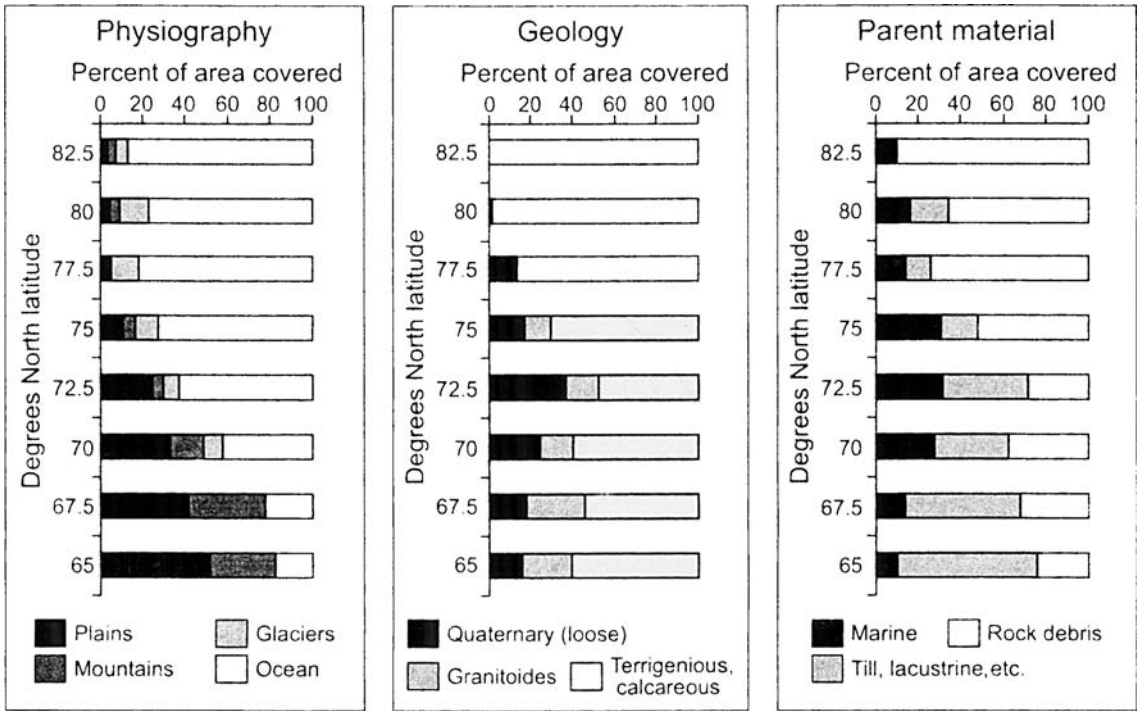 Physiography
Percent of area covered
0 20 40 60 80 100
82.5
80
77.5
75
72.5
70
67.5
65
Degrees North latitude
Plains
Glaciers
Mountains
Ocean
Geology
Percent of area covered
0 20 40 60 80 100
82.5
80
77.5
75
72.5
70
67.5
65
Degrees North latitude
Quaternary (loose)
Granitoides
Terrigenious,
calcareous
Parent material
Percent of area covered
0 20 40 60 80 100
82.5
80
77.5
75
72.5
70
67.5
65
Degrees North latitude
Marine
Rock debris
Till, lacustrine, etc.